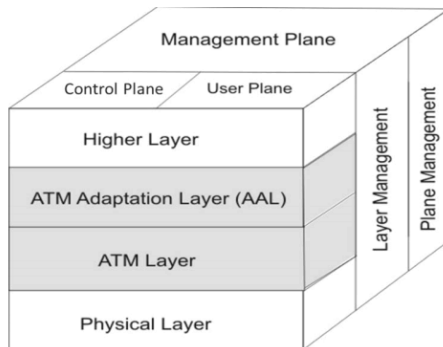 Management Plane
Control Plane
User Plane
Higher Layer
ATM Adaptation Layer (AAL)
ATM Layer
Physical Layer
Layer Management
Plane Management